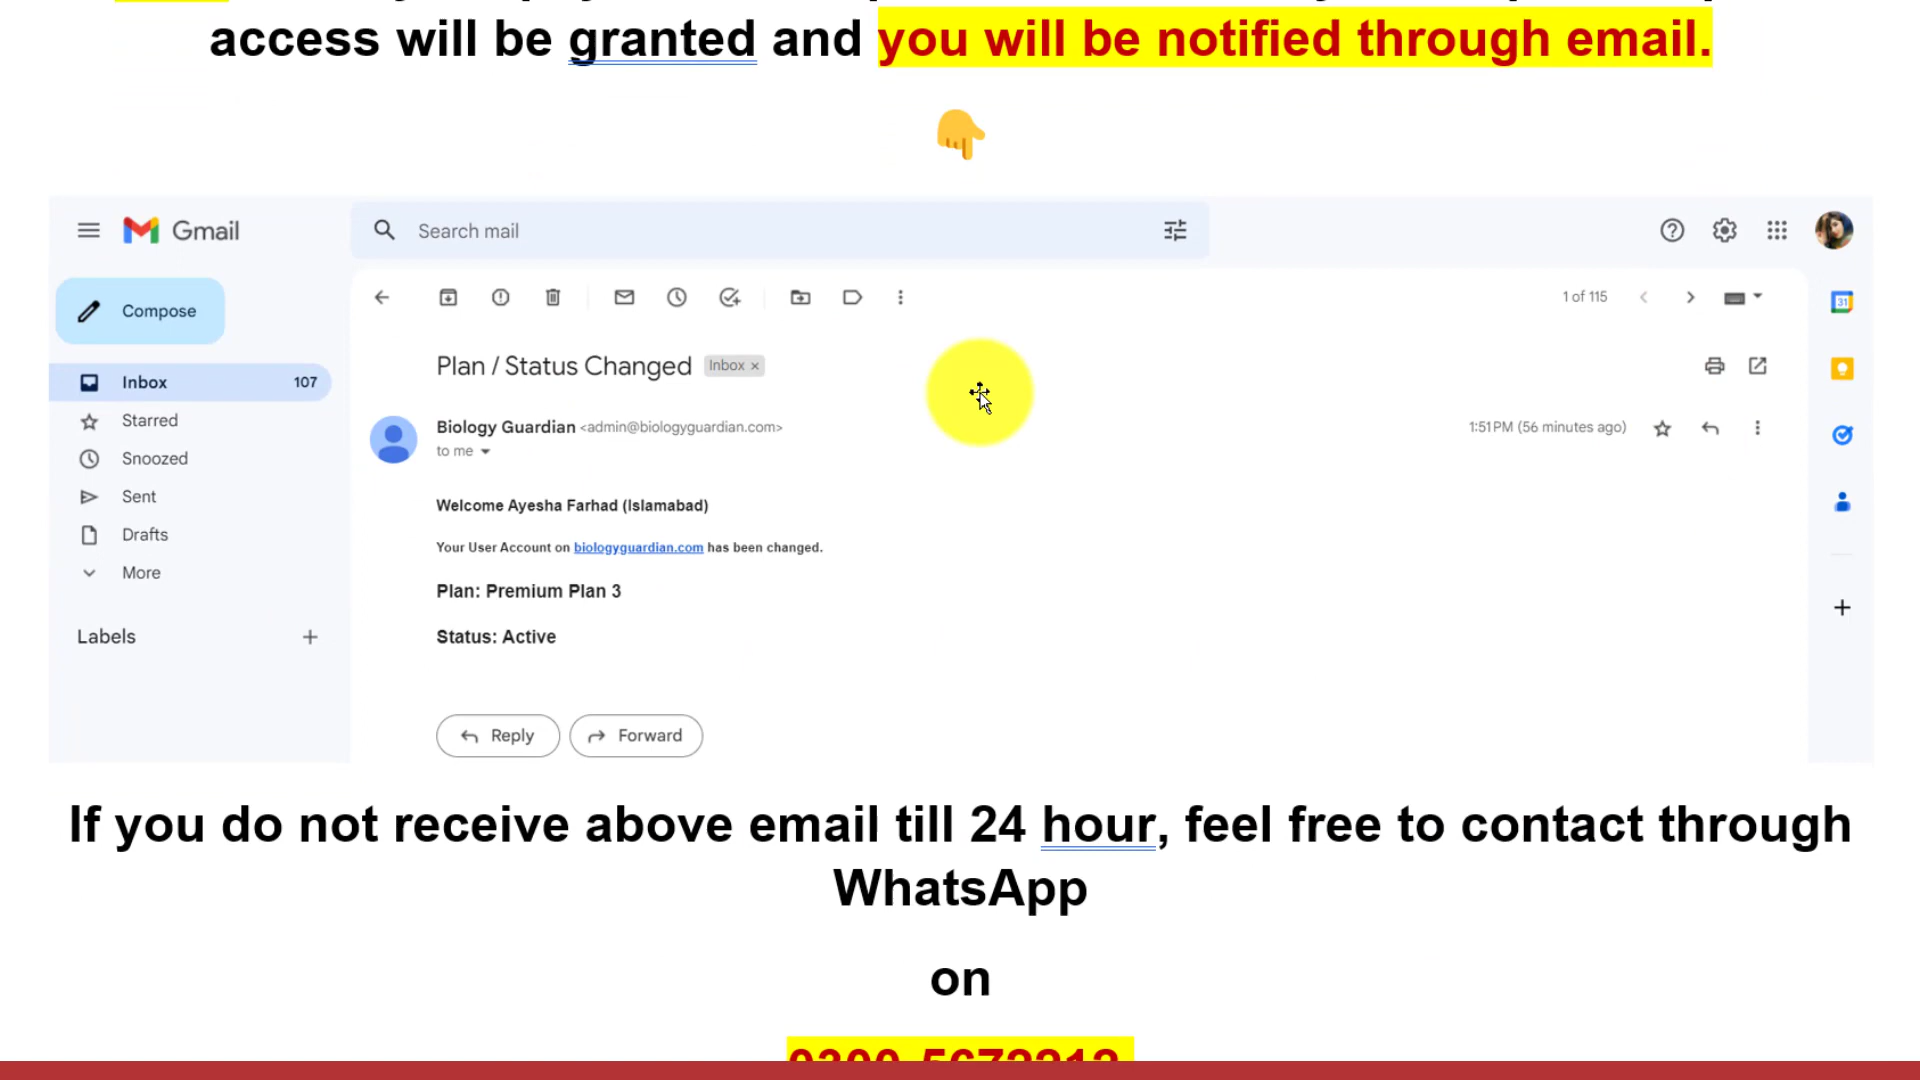 access will be granted and you will be notified through email.
Gmail
Search mail
Compose
1 of 115
31
Plan / Status Changed Inbox ×
Inbox 107
Starred
Biology Guardian <admin@biologyguardian.com>
1:51 PM (56 minutes ago)
to me
Snoozed
Sent
Welcome Ayesha Farhad (Islamabad)
Drafts
Your User Account on biologyguardian.com has been changed.
More
Plan: Premium Plan 3
Labels
Status: Active
Reply
Forward
If you do not receive above email till 24 hour, feel free to contact through
WhatsApp
on